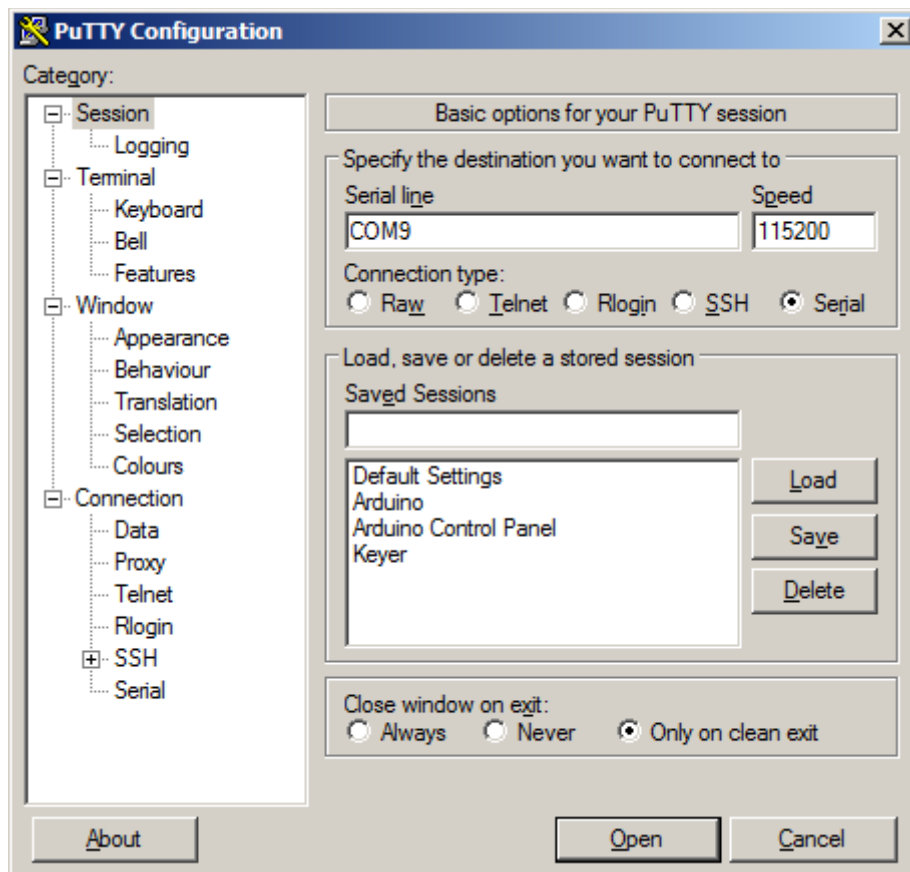 PuTTY Configuration
Category:
Session
Logging
Terminal
Keyboard
Bell
Features
Window
Appearance
Behaviour
Translation
Selection
Colours
Connection
Data
Proxy
Telnet
Rlogin
SSH
Serial
Basic options for your PuTTY session
Specify the destination you want to connect to
Serial line Speed
COM9 115200
Connection type:
Raw Telnet Rlogin SSH Serial
Load, save or delete a stored session
Saved Sessions
Default Settings
Arduino
Arduino Control Panel
Keyer
Load
Save
Delete
Close window on exit:
Always Never Only on clean exit
About Open Cancel